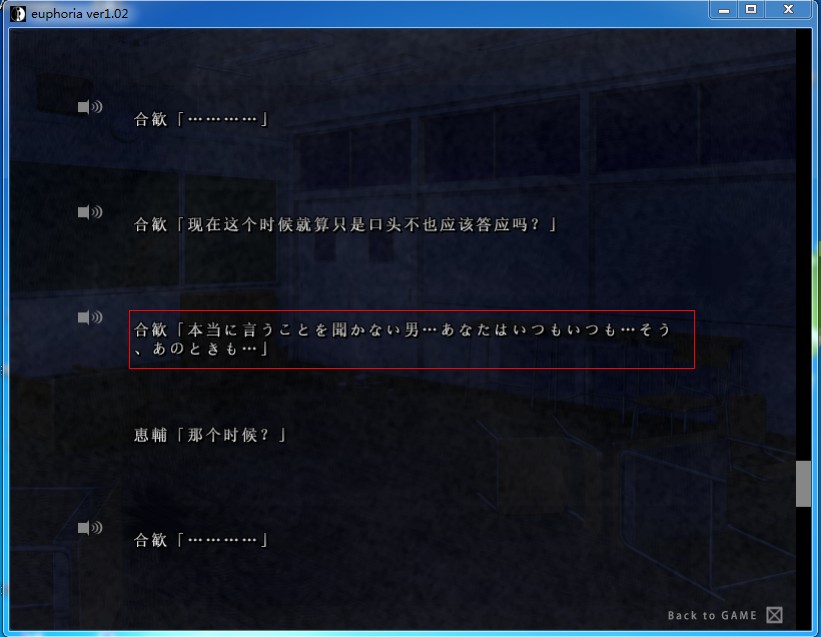 euphoria ver1.02
合歓「…………」
合歓「现在这个时候就算只是口头不也应该答应吗？」
合歓「本当に言うことを聞かない男…あなたはいつもいつも…そう
、あのときも…」
恵輔「那个时候？」
合歓「…………」
Back to GAME